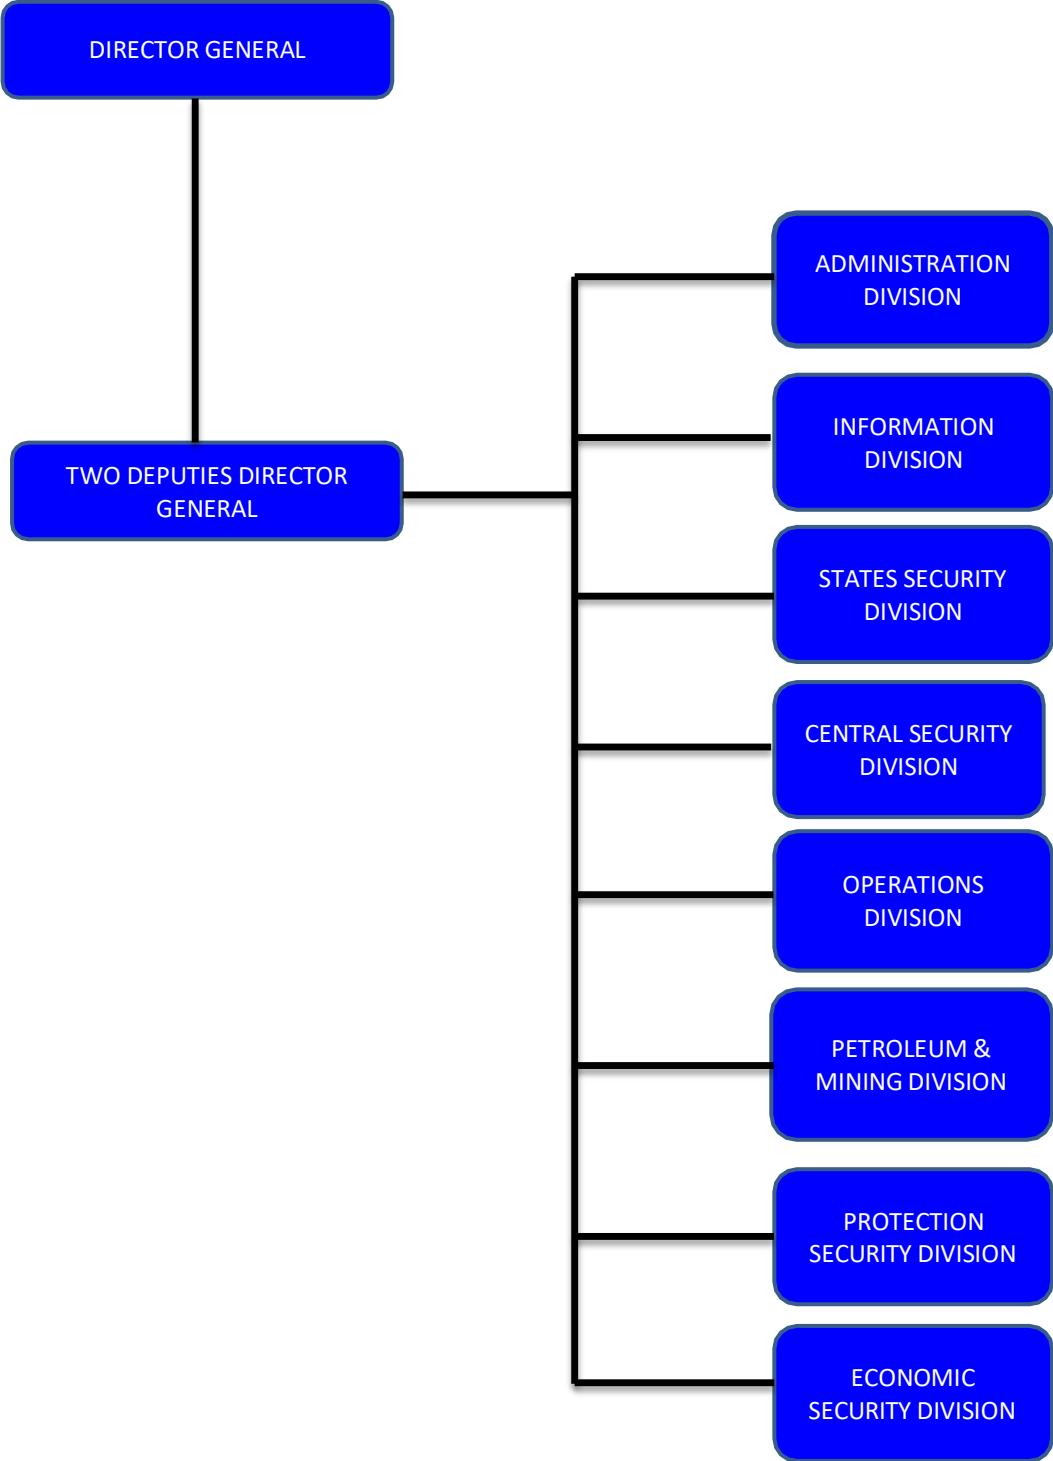 DIRECTOR GENERAL
TWO DEPUTIES DIRECTOR
GENERAL
ADMINISTRATION
DIVISION
INFORMATION
DIVISION
STATES SECURITY
DIVISION
CENTRAL SECURITY
DIVISION
OPERATIONS
DIVISION
PETROLEUM &
MINING DIVISION
PROTECTION
SECURITY DIVISION
ECONOMIC
SECURITY DIVISION